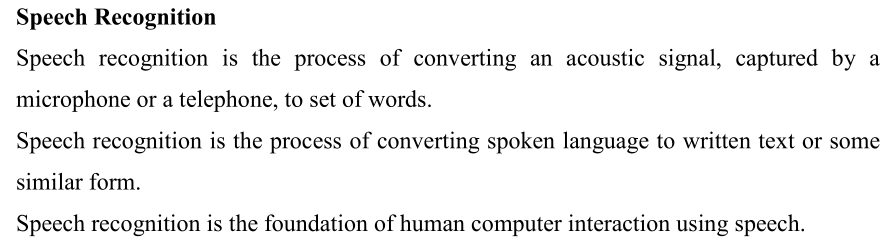 Speech Recognition
Speech recognition is the process of converting an acoustic signal, captured by a
microphone or a telephone, to set of words.
Speech recognition is the process of converting spoken language to written text or some
similar form.
Speech recognition is the foundation of human computer interaction using speech.